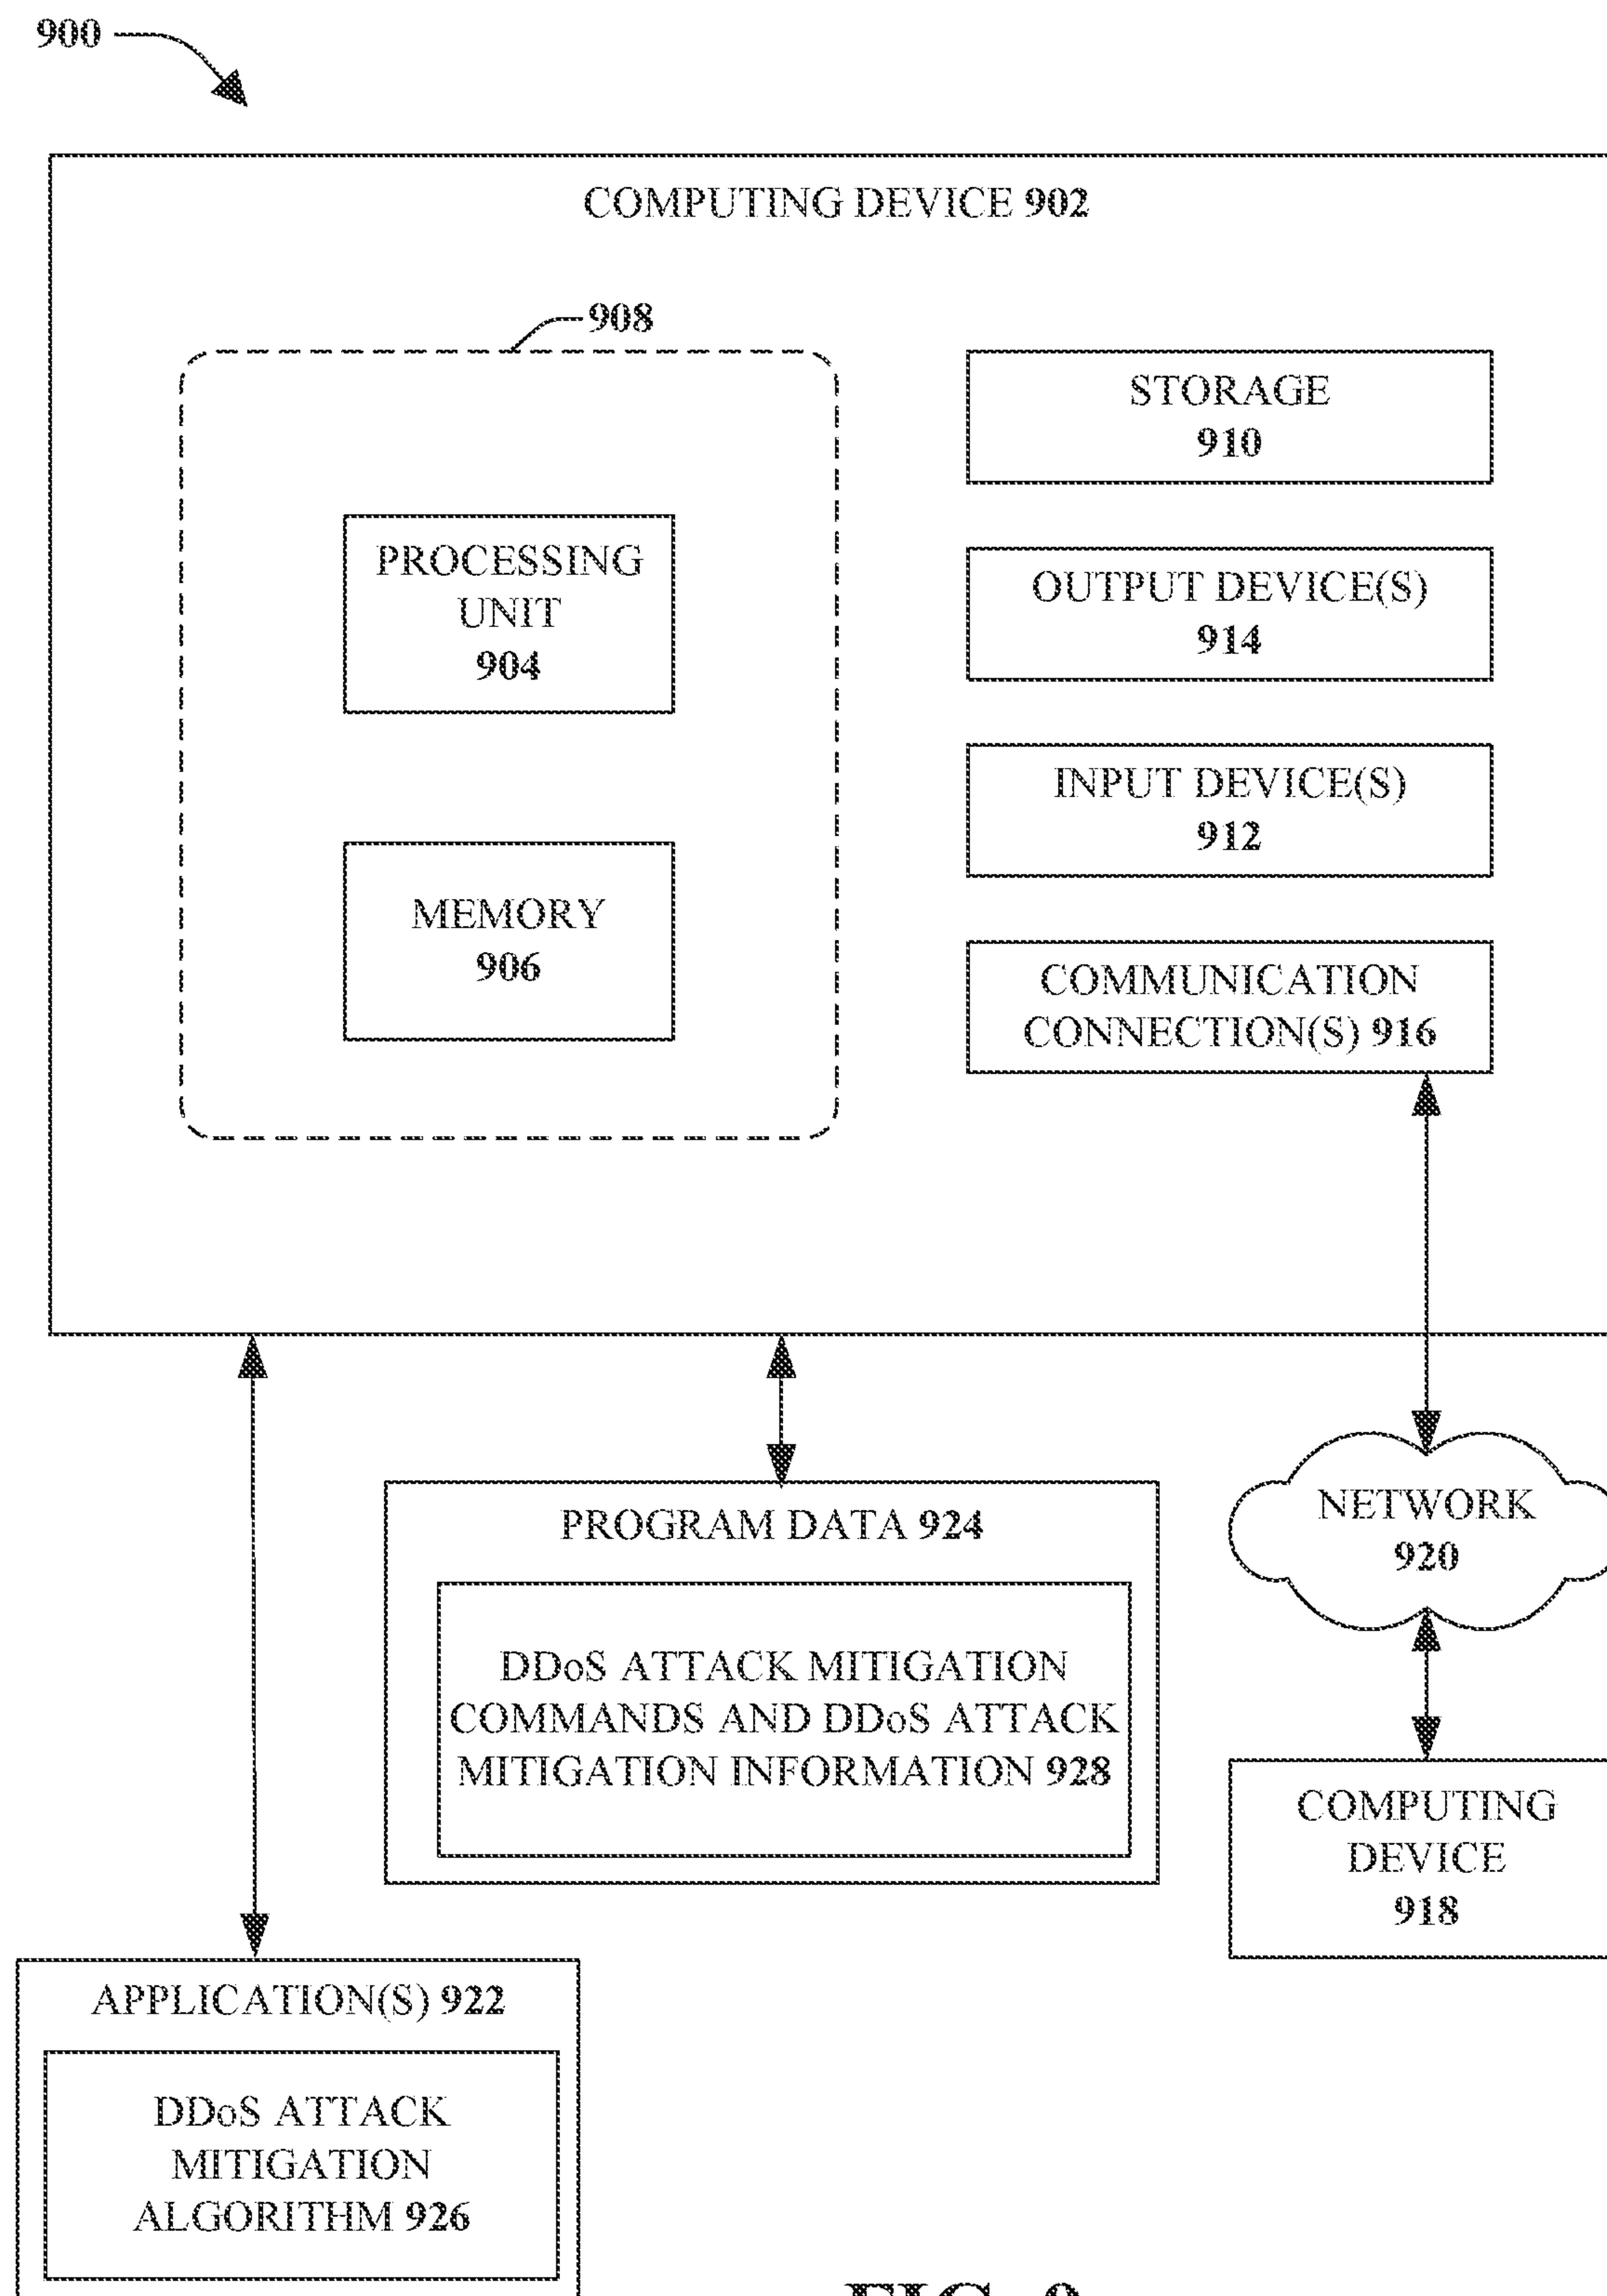 900
COMPUTING DEVICE 902
908
PROCESSING
UNIT
904
MEMORY
906
STORAGE
910
OUTPUT DEVICE(S)
914
INPUT DEVICE(S)
912
COMMUNICATION
CONNECTION(S) 916
PROGRAM DATA 924
DDoS ATTACK MITIGATION
COMMANDS AND DDoS ATTACK
MITIGATION INFORMATION 928
NETWORK
920
COMPUTING
DEVICE
918
APPLICATION(S) 922
DDoS ATTACK
MITIGATION
ALGORITHM 926